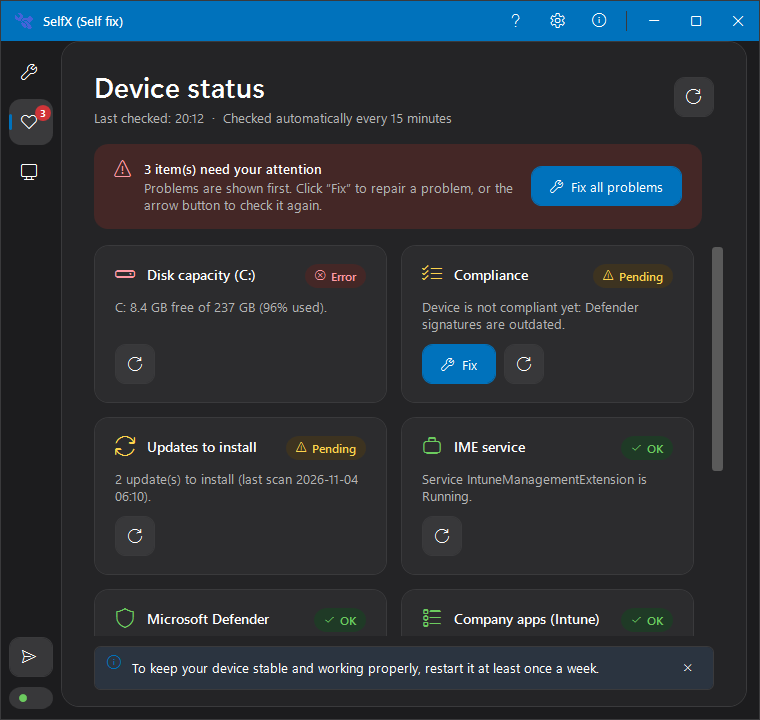 SelfX (Self fix)
?
3
Device status
Last checked: 20:12 · Checked automatically every 15 minutes
3 item(s) need your attention
Problems are shown first. Click “Fix” to repair a problem, or the
arrow button to check it again.
Fix all problems
Disk capacity (C:)
Error
C: 8.4 GB free of 237 GB (96% used).
Compliance
Pending
Device is not compliant yet: Defender
signatures are outdated.
Fix
Updates to install
Pending
2 update(s) to install (last scan 2026-11-04
06:10).
IME service
OK
Service IntuneManagementExtension is
Running.
Microsoft Defender
OK
Company apps (Intune)
OK
To keep your device stable and working properly, restart it at least once a week.